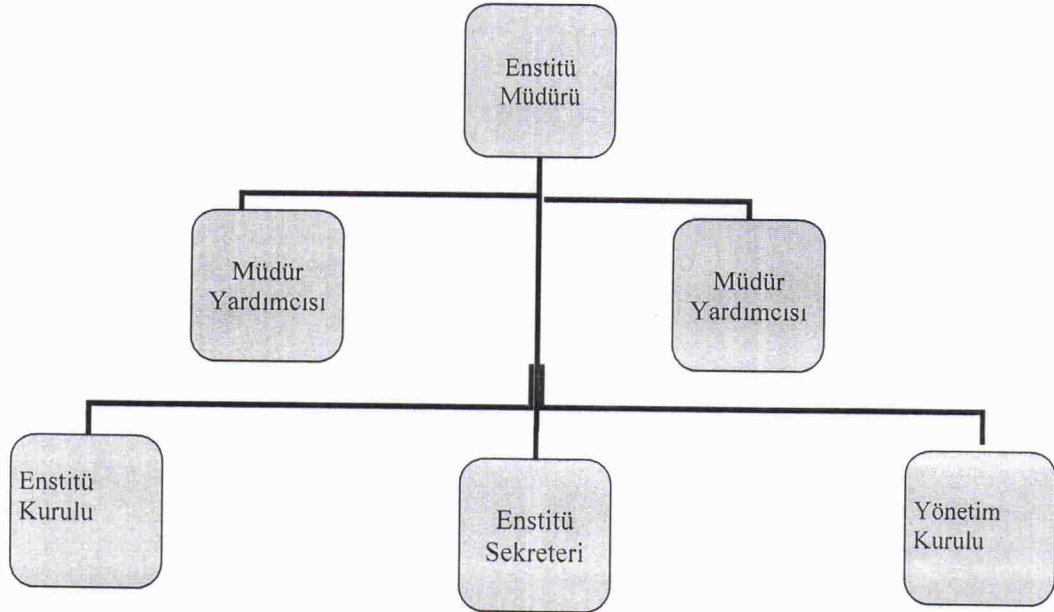 Enstitü
Müdürü
Müdür
Yardımcısı
Müdür
Yardımcısı
Enstitü
Kurulu
Enstitü
Sekreteri
Yönetim
Kurulu